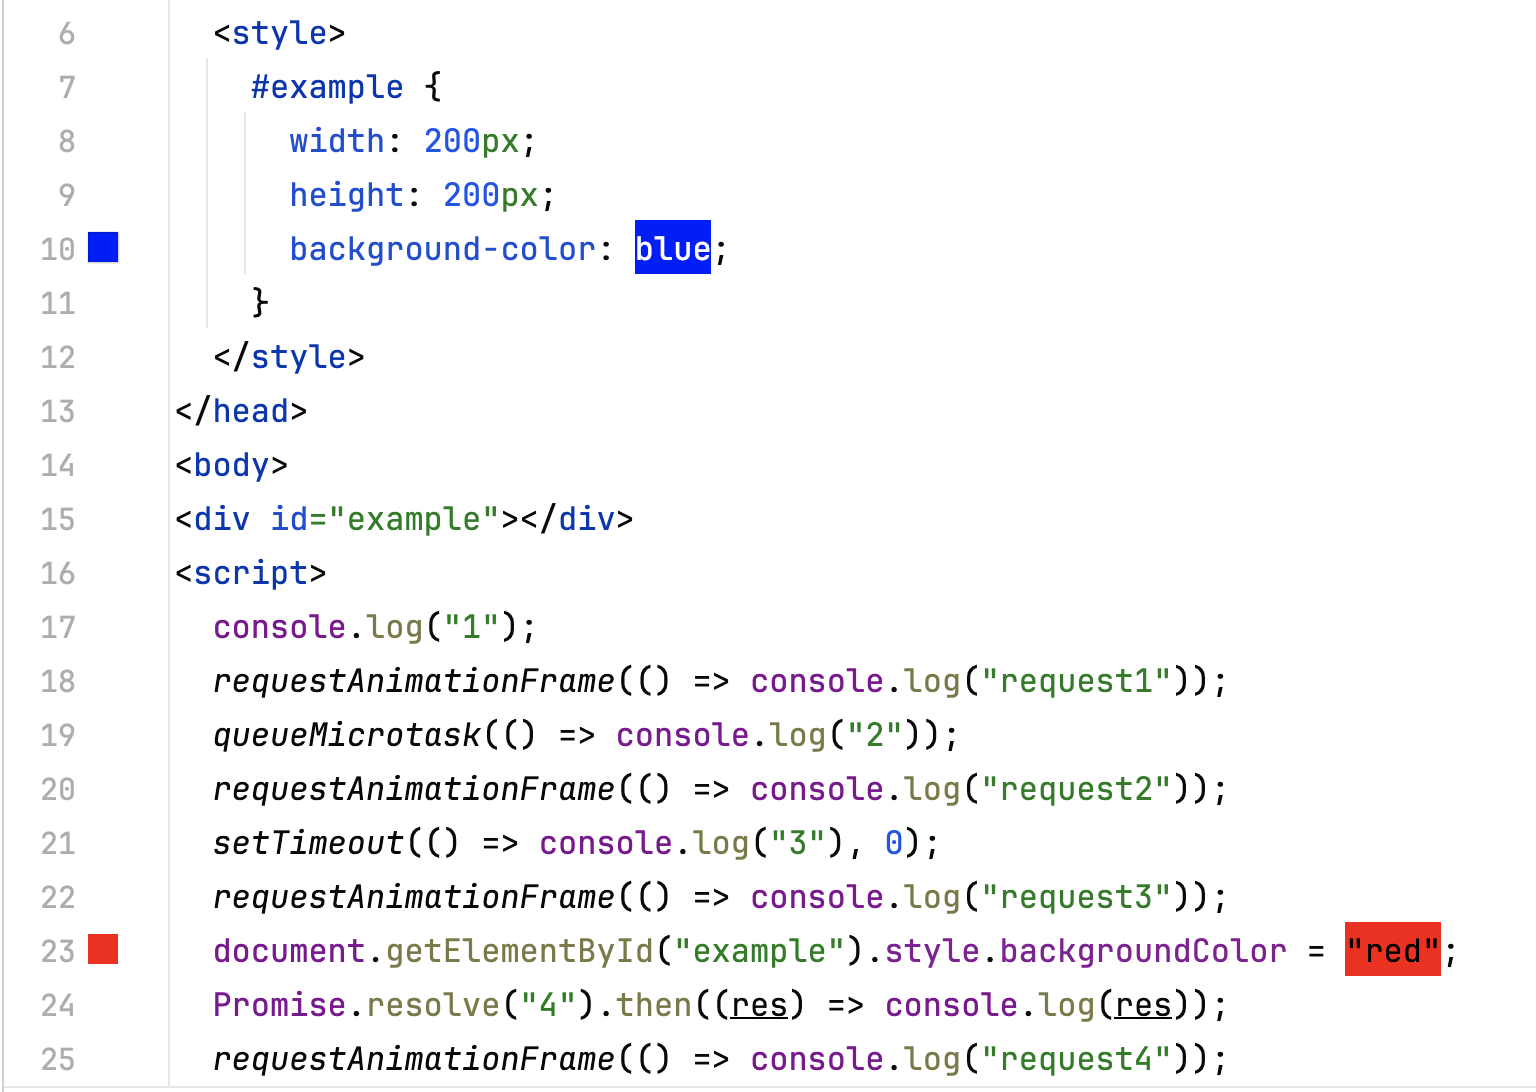 6 <style>
7 #example {
8 width: 200px;
9 height: 200px;
10 background-color: blue;
11 }
12 </style>
13 </head>
14 <body>
15 <div id="example"></div>
16 <script>
17 console.log("1");
18 requestAnimationFrame(() => console.log("request1"));
19 queueMicrotask(() => console.log("2"));
20 requestAnimationFrame(() => console.log("request2"));
21 setTimeout(() => console.log("3"), 0);
22 requestAnimationFrame(() => console.log("request3"));
23 document.getElementById("example").style.backgroundColor = "red";
24 Promise.resolve("4").then((res) => console.log(res));
25 requestAnimationFrame(() => console.log("request4"));